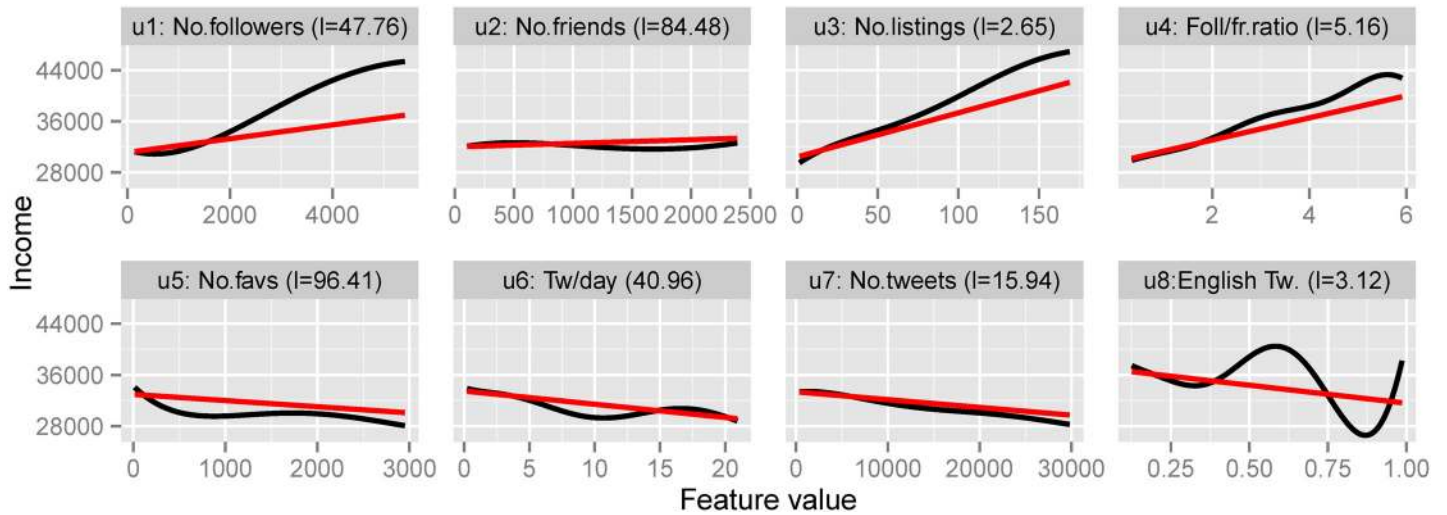 u1: No.followers (l=47.76) u2: No.friends (l=84.48) u3: No.listings (l=2.65) u4: Foll/fr.ratio (l=5.16)
44000
36000
28000
0 2000 4000 0 500 1000 1500 2000 2500 0 50 100 150 2 4 6
Income
u5: No.favs (l=96.41) u6: Tw/day (40.96) u7: No.tweets (l=15.94) u8:English Tw. (l=3.12)
44000
36000
28000
0 1000 2000 3000 0 5 10 15 20 0 10000 20000 30000 0.25 0.50 0.75 1.00
Feature value